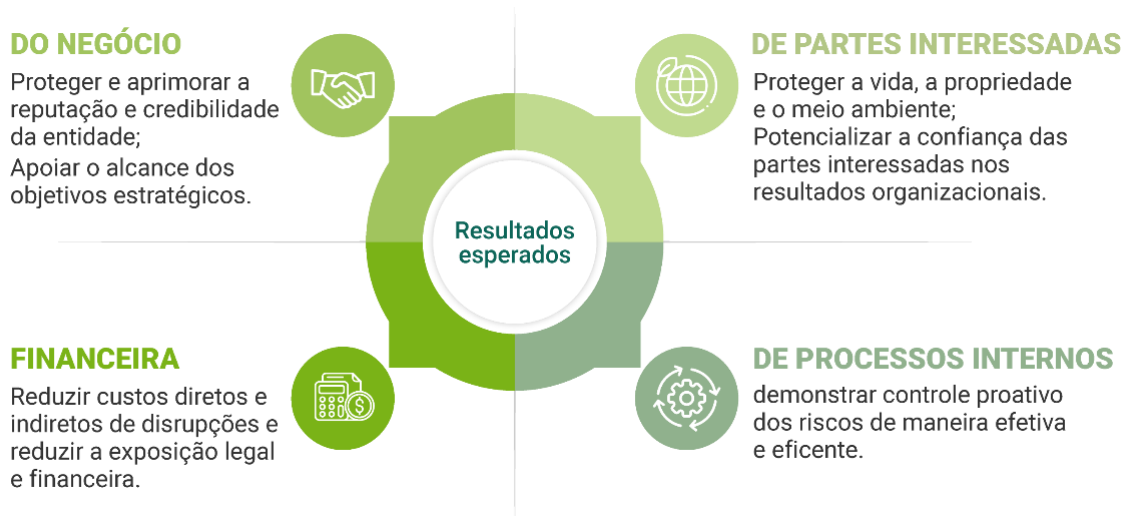 DO NEGÓCIO
Proteger e aprimorar a
reputação e credibilidade
da entidade;
Apoiar o alcance dos
objetivos estratégicos.
DE PARTES INTERESSADAS
Proteger a vida, a propriedade
e o meio ambiente;
Potencializar a confiança das
partes interessadas nos
resultados organizacionais.
Resultados
esperados
FINANCEIRA
Reduzir custos diretos e
indiretos de disrupções e
reduzir a exposição legal
e financeira.
DE PROCESSOS INTERNOS
demonstrar controle proativo
dos riscos de maneira efetiva
e eficente.